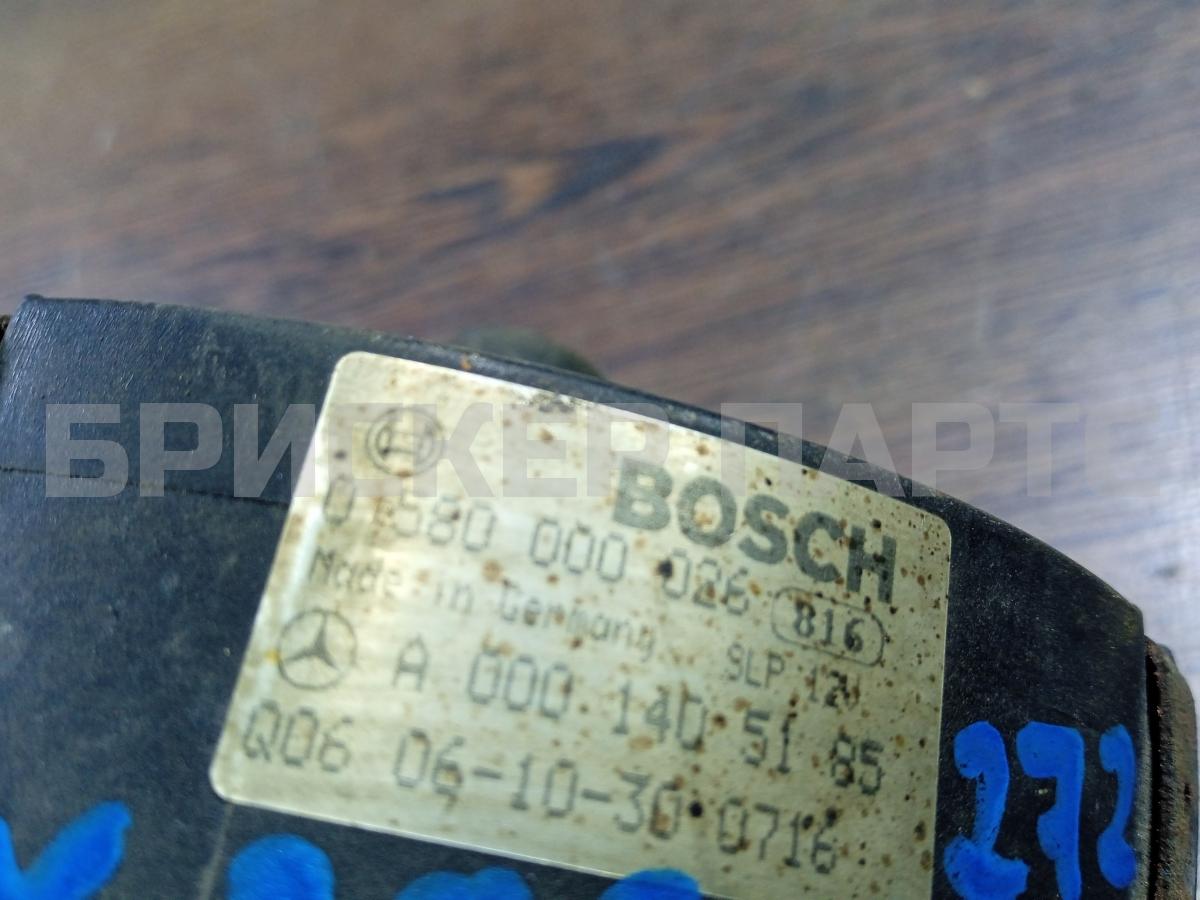 БРИСКЕР ПАРТС
BOSCH
0 580 000 026 816
Made in Germany SLP 12V
A 000 140 51 85
Q06 06-10-30 0716
272